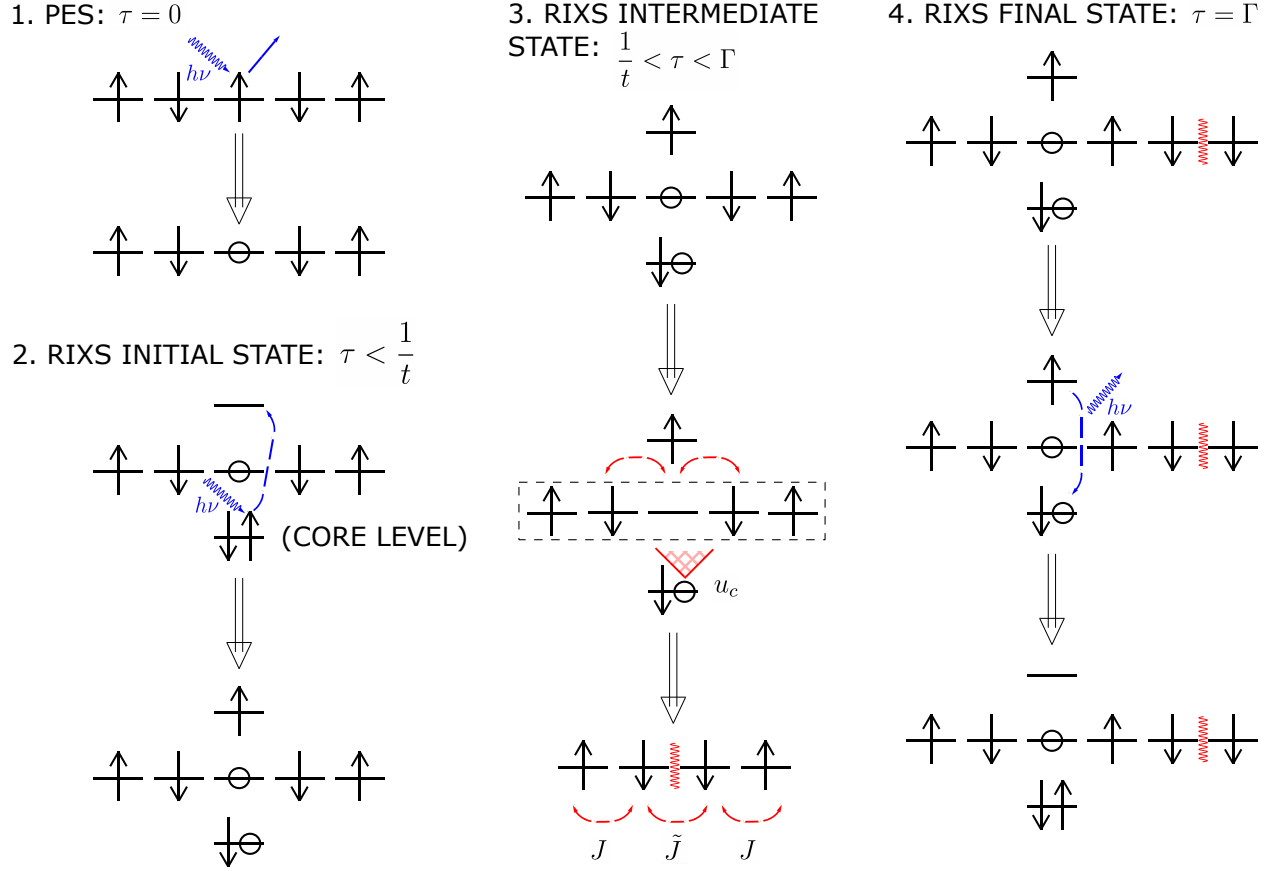 1. PES: τ = 0
hν
2. RIXS INITIAL STATE: τ < 1/t
hν
(CORE LEVEL)
3. RIXS INTERMEDIATE
STATE: 1/t < τ < Γ
u_c
J J̃ J
4. RIXS FINAL STATE: τ = Γ
hν